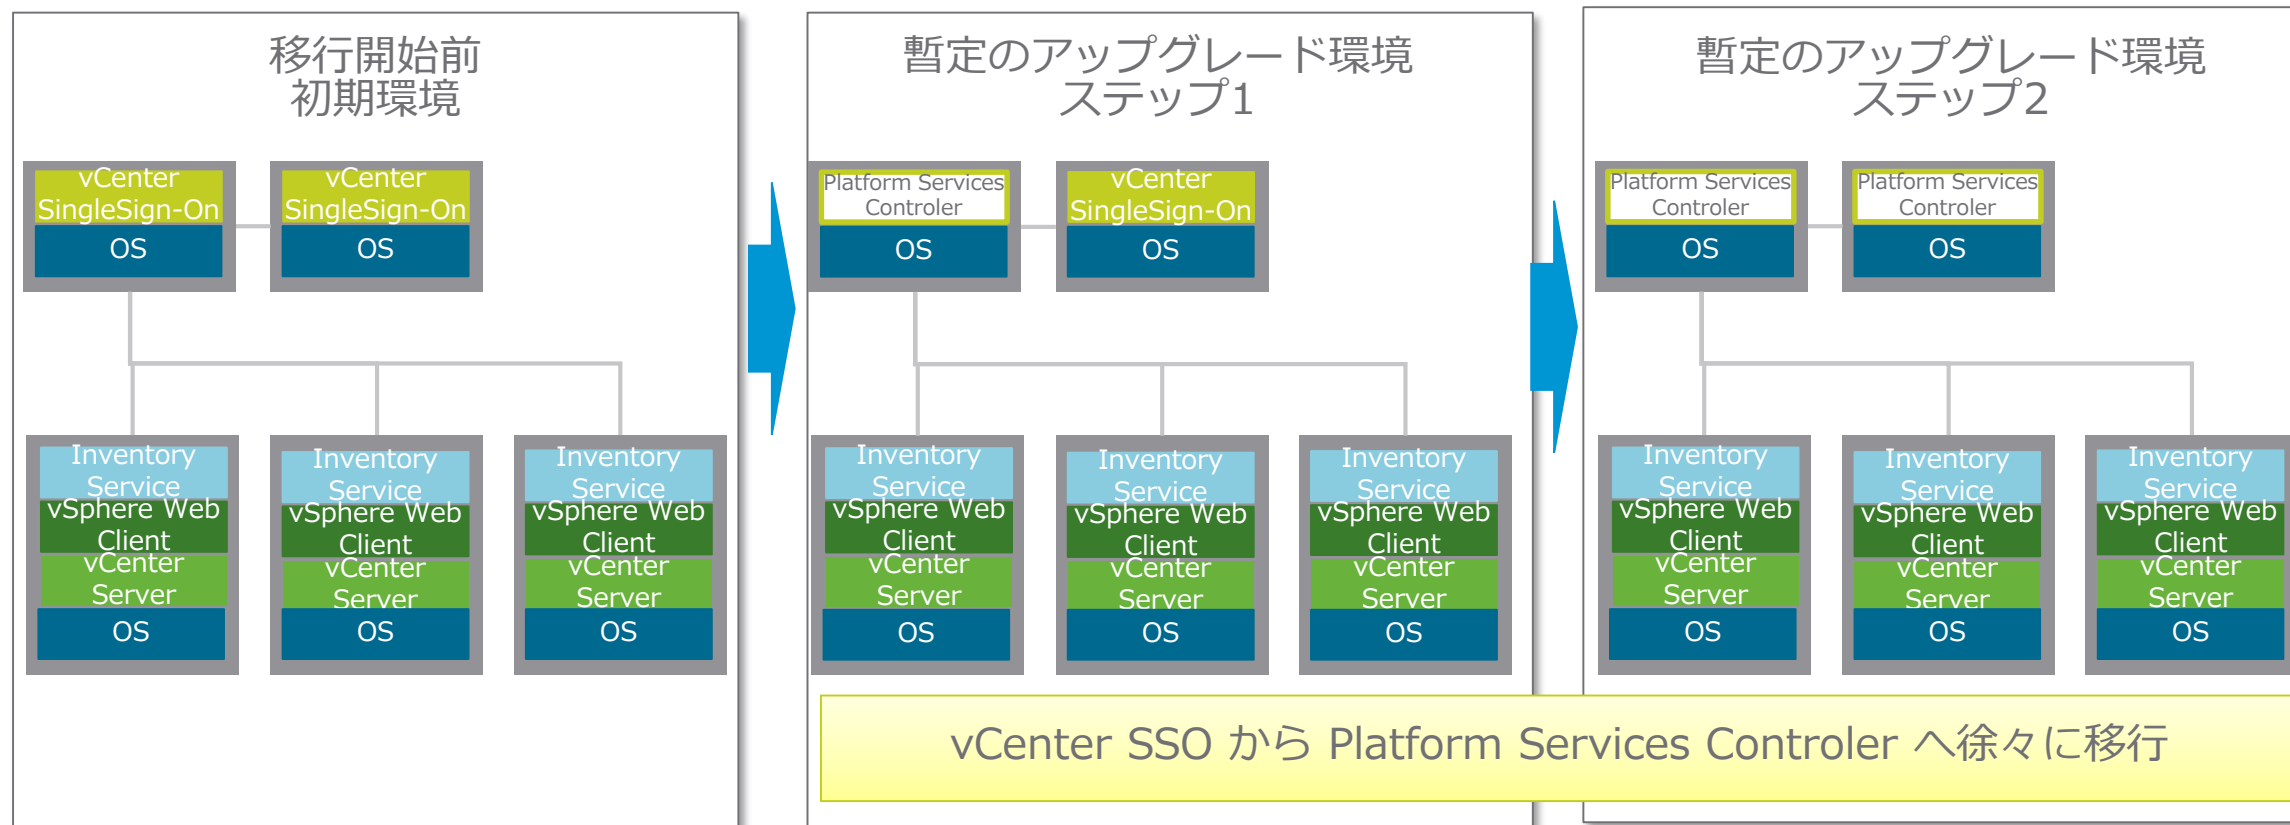 移行開始前
初期環境
vCenter
SingleSign-On
OS
vCenter
SingleSign-On
OS
Inventory
Service
vSphere Web
Client
vCenter
Server
OS
Inventory
Service
vSphere Web
Client
vCenter
Server
OS
Inventory
Service
vSphere Web
Client
vCenter
Server
OS
暫定のアップグレード環境
ステップ1
Platform Services
Controler
OS
vCenter
SingleSign-On
OS
Inventory
Service
vSphere Web
Client
vCenter
Server
OS
Inventory
Service
vSphere Web
Client
vCenter
Server
OS
Inventory
Service
vSphere Web
Client
vCenter
Server
OS
暫定のアップグレード環境
ステップ2
Platform Services
Controler
OS
Platform Services
Controler
OS
Inventory
Service
vSphere Web
Client
vCenter
Server
OS
Inventory
Service
vSphere Web
Client
vCenter
Server
OS
Inventory
Service
vSphere Web
Client
vCenter
Server
OS
vCenter SSO から Platform Services Controler へ徐々に移行